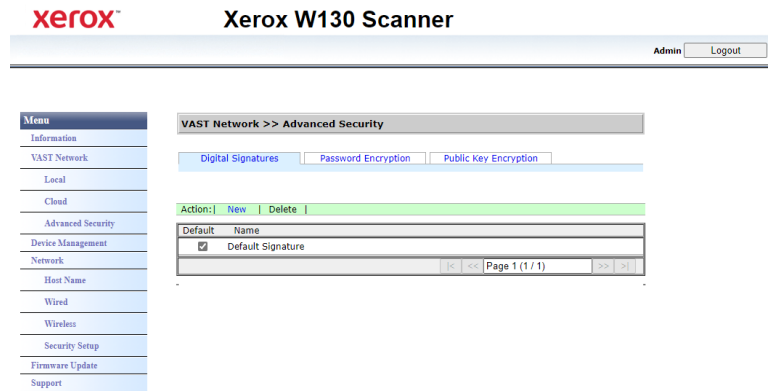 xerox™
Xerox W130 Scanner
Admin Logout
Menu
Information
VAST Network
Local
Cloud
Advanced Security
Device Management
Network
Host Name
Wired
Wireless
Security Setup
Firmware Update
Support
VAST Network >> Advanced Security
Digital Signatures Password Encryption Public Key Encryption
Action:| New | Delete |
Default Name
Default Signature
|< << Page 1 (1 / 1) >> >|